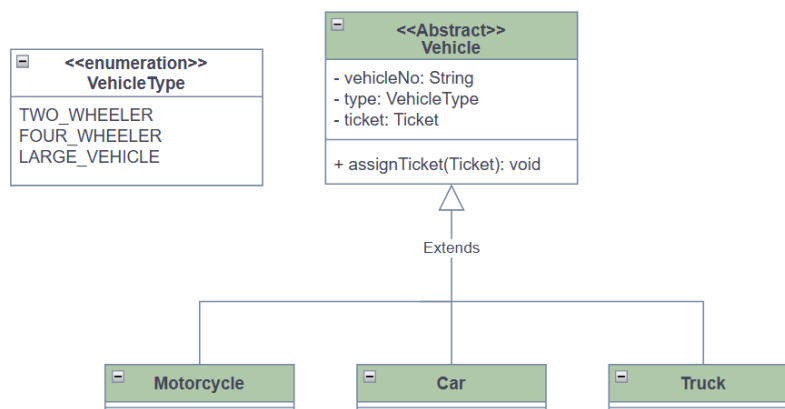 <<enumeration>>
VehicleType
TWO_WHEELER
FOUR_WHEELER
LARGE_VEHICLE
<<Abstract>>
Vehicle
- vehicleNo: String
- type: VehicleType
- ticket: Ticket
+ assignTicket(Ticket): void
Extends
Motorcycle
Car
Truck